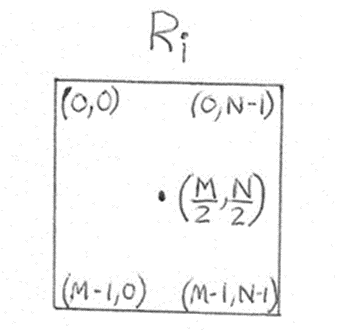 Ri
(0,0) (0,N-1)
(M/2, N/2)
(M-1,0) (M-1,N-1)